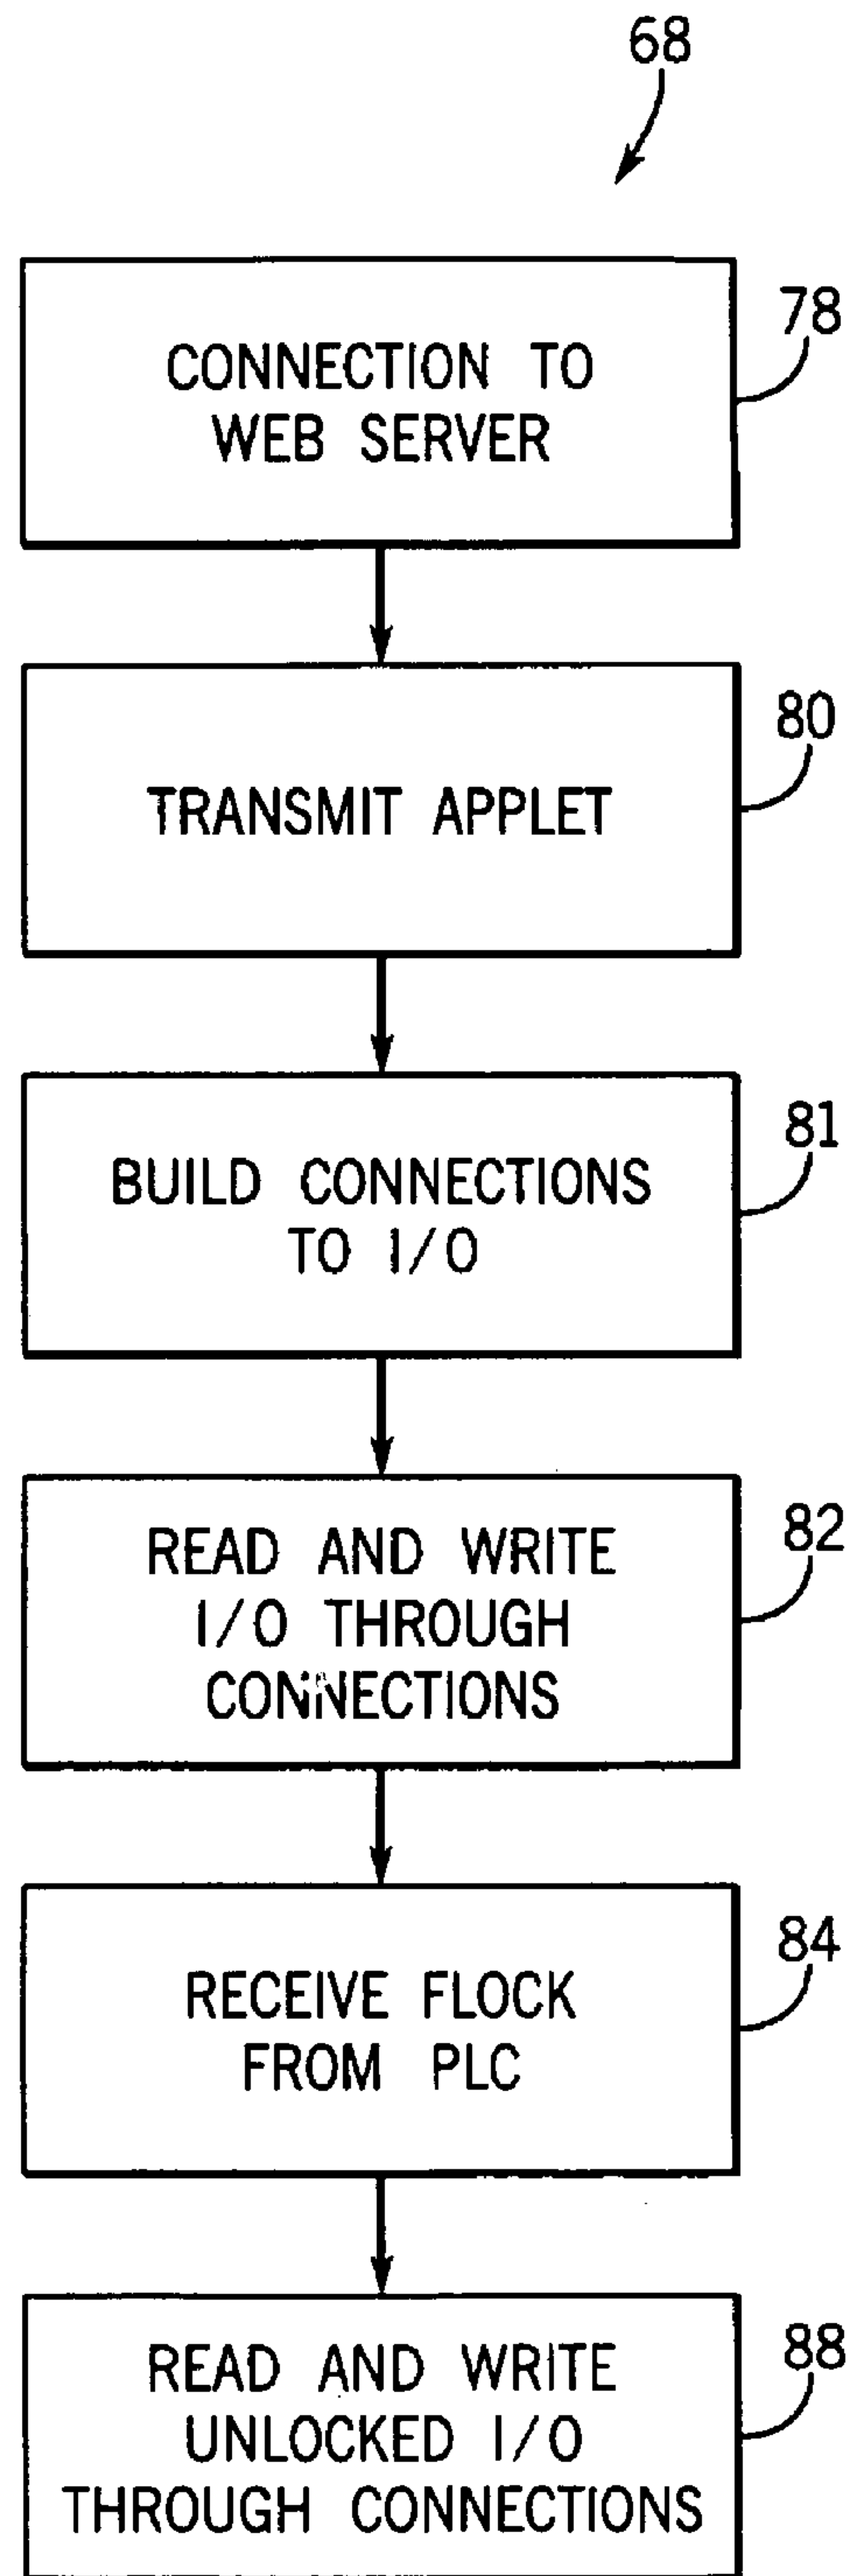 68
CONNECTION TO
WEB SERVER
78
TRANSMIT APPLET
80
BUILD CONNECTIONS
TO I/O
81
READ AND WRITE
I/O THROUGH
CONNECTIONS
82
RECEIVE FLOCK
FROM PLC
84
READ AND WRITE
UNLOCKED I/O
THROUGH CONNECTIONS
88